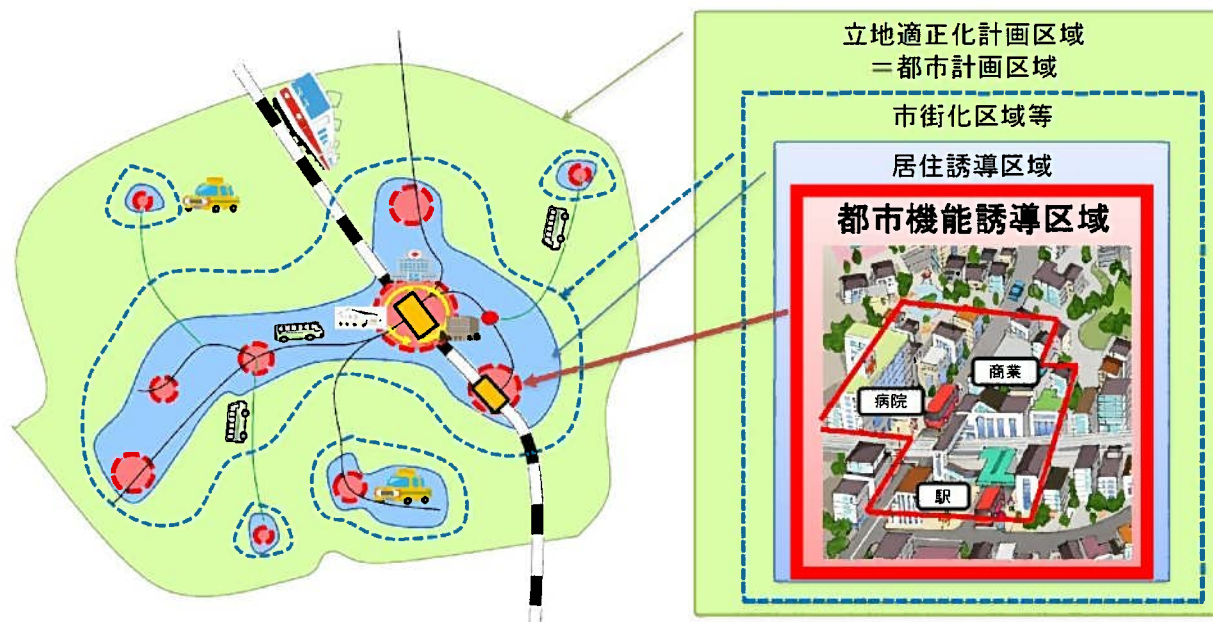 立地適正化計画区域
＝都市計画区域
市街化区域等
居住誘導区域
都市機能誘導区域
商業
病院
駅